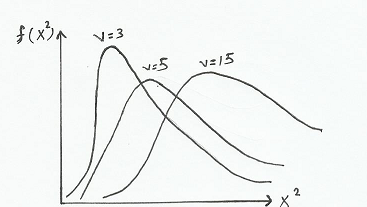 f(x²)
v=3
v=5
v=15
x²